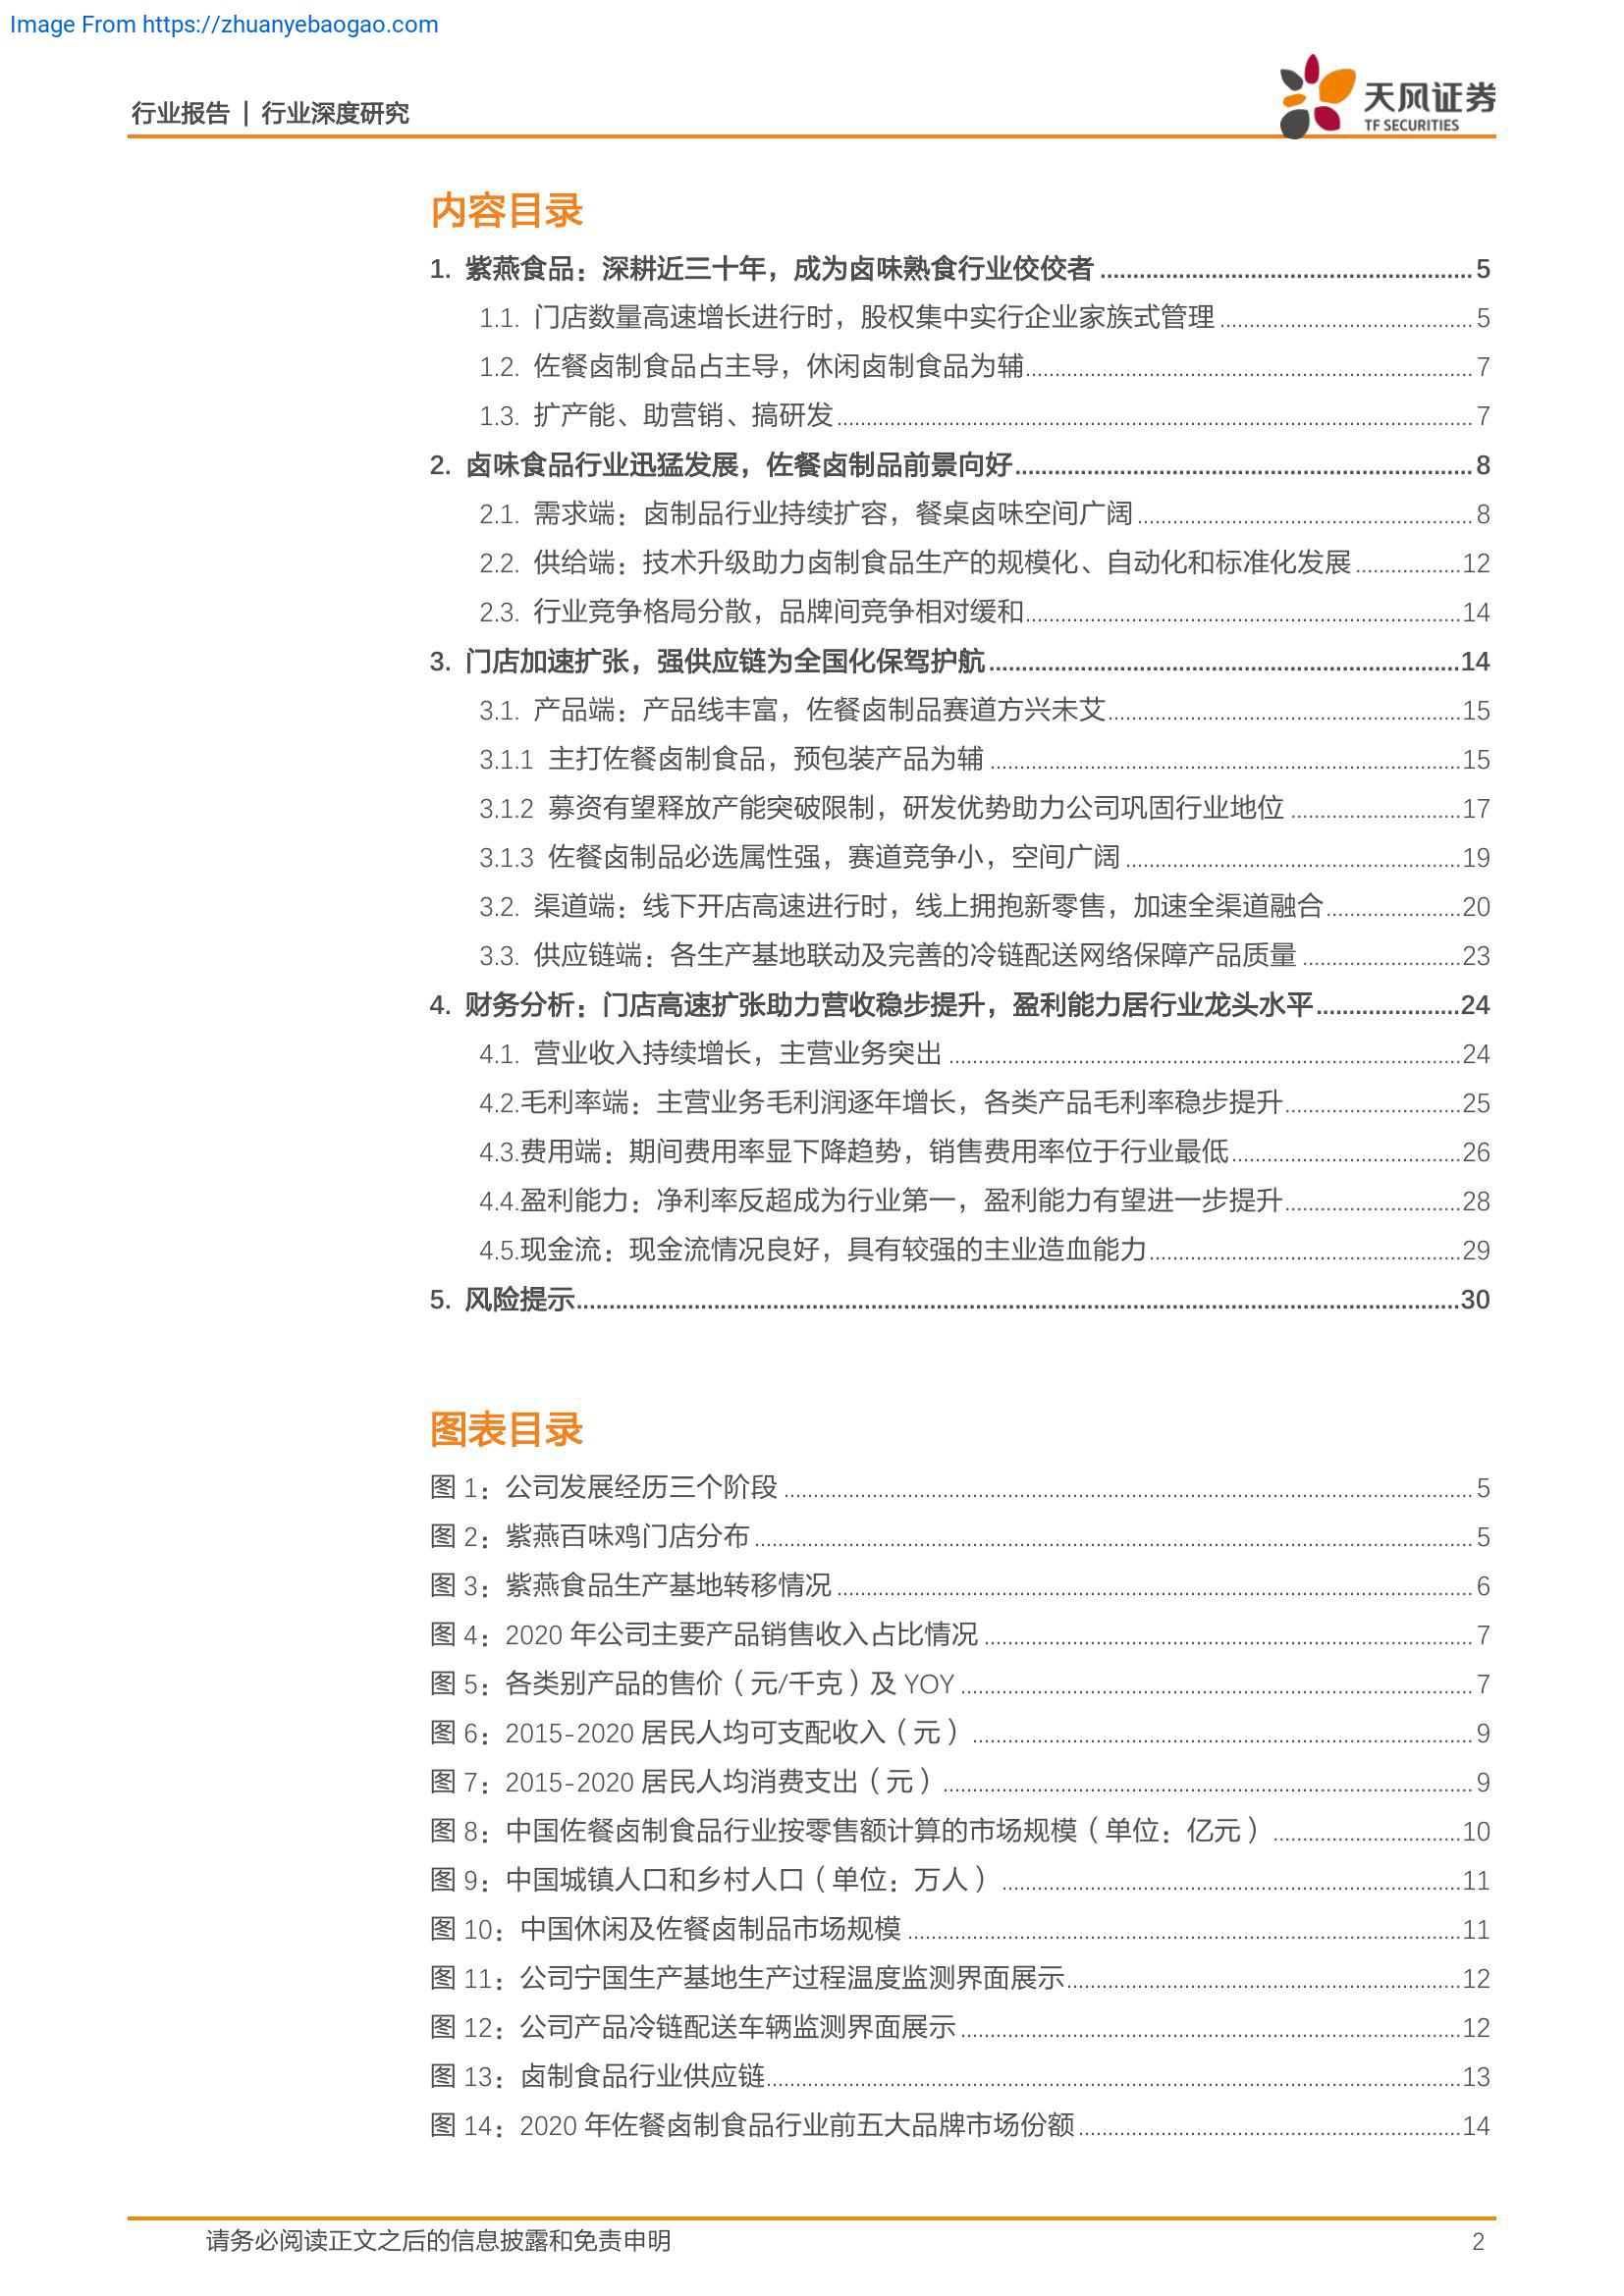 Image From https://zhuanyebaogao.com
行业报告 | 行业深度研究
天风证券
TF SECURITIES
内容目录
1. 紫燕食品：深耕近三十年，成为卤味熟食行业佼佼者 5
1.1. 门店数量高速增长进行时，股权集中实行企业家族式管理 5
1.2. 佐餐卤制食品占主导，休闲卤制食品为辅 7
1.3. 扩产能、助营销、搞研发 7
2. 卤味食品行业迅猛发展，佐餐卤制品前景向好 8
2.1. 需求端：卤制品行业持续扩容，餐桌卤味空间广阔 8
2.2. 供给端：技术升级助力卤制食品生产的规模化、自动化和标准化发展 12
2.3. 行业竞争格局分散，品牌间竞争相对缓和 14
3. 门店加速扩张，强供应链为全国化保驾护航 14
3.1. 产品端：产品线丰富，佐餐卤制品赛道方兴未艾 15
3.1.1 主打佐餐卤制食品，预包装产品为辅 15
3.1.2 募资有望释放产能突破限制，研发优势助力公司巩固行业地位 17
3.1.3 佐餐卤制品必选属性强，赛道竞争小，空间广阔 19
3.2. 渠道端：线下开店高速进行时，线上拥抱新零售，加速全渠道融合 20
3.3. 供应链端：各生产基地联动及完善的冷链配送网络保障产品质量 23
4. 财务分析：门店高速扩张助力营收稳步提升，盈利能力居行业龙头水平 24
4.1. 营业收入持续增长，主营业务突出 24
4.2.毛利率端：主营业务毛利润逐年增长，各类产品毛利率稳步提升 25
4.3.费用端：期间费用率显下降趋势，销售费用率位于行业最低 26
4.4.盈利能力：净利率反超成为行业第一，盈利能力有望进一步提升 28
4.5.现金流：现金流情况良好，具有较强的主业造血能力 29
5. 风险提示 30
图表目录
图 1：公司发展经历三个阶段 5
图 2：紫燕百味鸡门店分布 5
图 3：紫燕食品生产基地转移情况 6
图 4：2020 年公司主要产品销售收入占比情况 7
图 5：各类别产品的售价（元/千克）及 YOY 7
图 6：2015-2020 居民人均可支配收入（元） 9
图 7：2015-2020 居民人均消费支出（元） 9
图 8：中国佐餐卤制食品行业按零售额计算的市场规模（单位：亿元） 10
图 9：中国城镇人口和乡村人口（单位：万人） 11
图 10：中国休闲及佐餐卤制品市场规模 11
图 11：公司宁国生产基地生产过程温度监测界面展示 12
图 12：公司产品冷链配送车辆监测界面展示 12
图 13：卤制食品行业供应链 13
图 14：2020 年佐餐卤制食品行业前五大品牌市场份额 14
请务必阅读正文之后的信息披露和免责申明 2